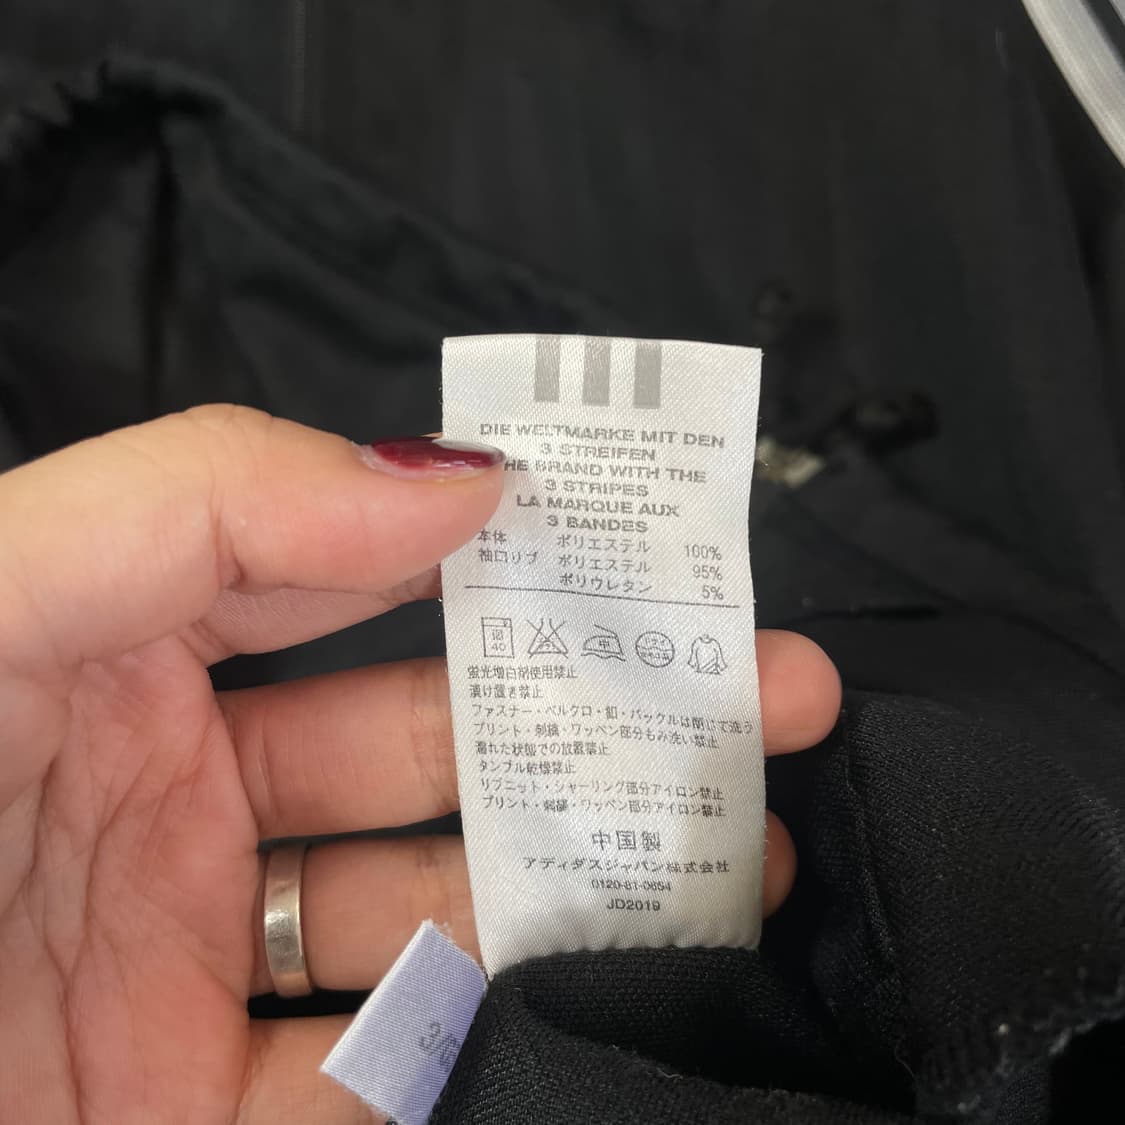 DIE WELTMARKE MIT DEN
3 STREIFEN
HE BRAND WITH THE
3 STRIPES
LA MARQUE AUX
3 BANDES
本体 ポリエステル 100%
袖口リブ ポリエステル 95%
ポリウレタン 5%
40 中
蛍光増白剤使用禁止
漬け置き禁止
ファスナー・ベルクロ・釦・バックルは閉じて洗う
プリント・刺繍・ワッペン部分もみ洗い禁止
濡れた状態での放置禁止
タンブル乾燥禁止
リブニット・シャーリング部分アイロン禁止
プリント・刺繍・ワッペン部分アイロン禁止
中国製
アディダスジャパン株式会社
0120-81-0654
JD2019